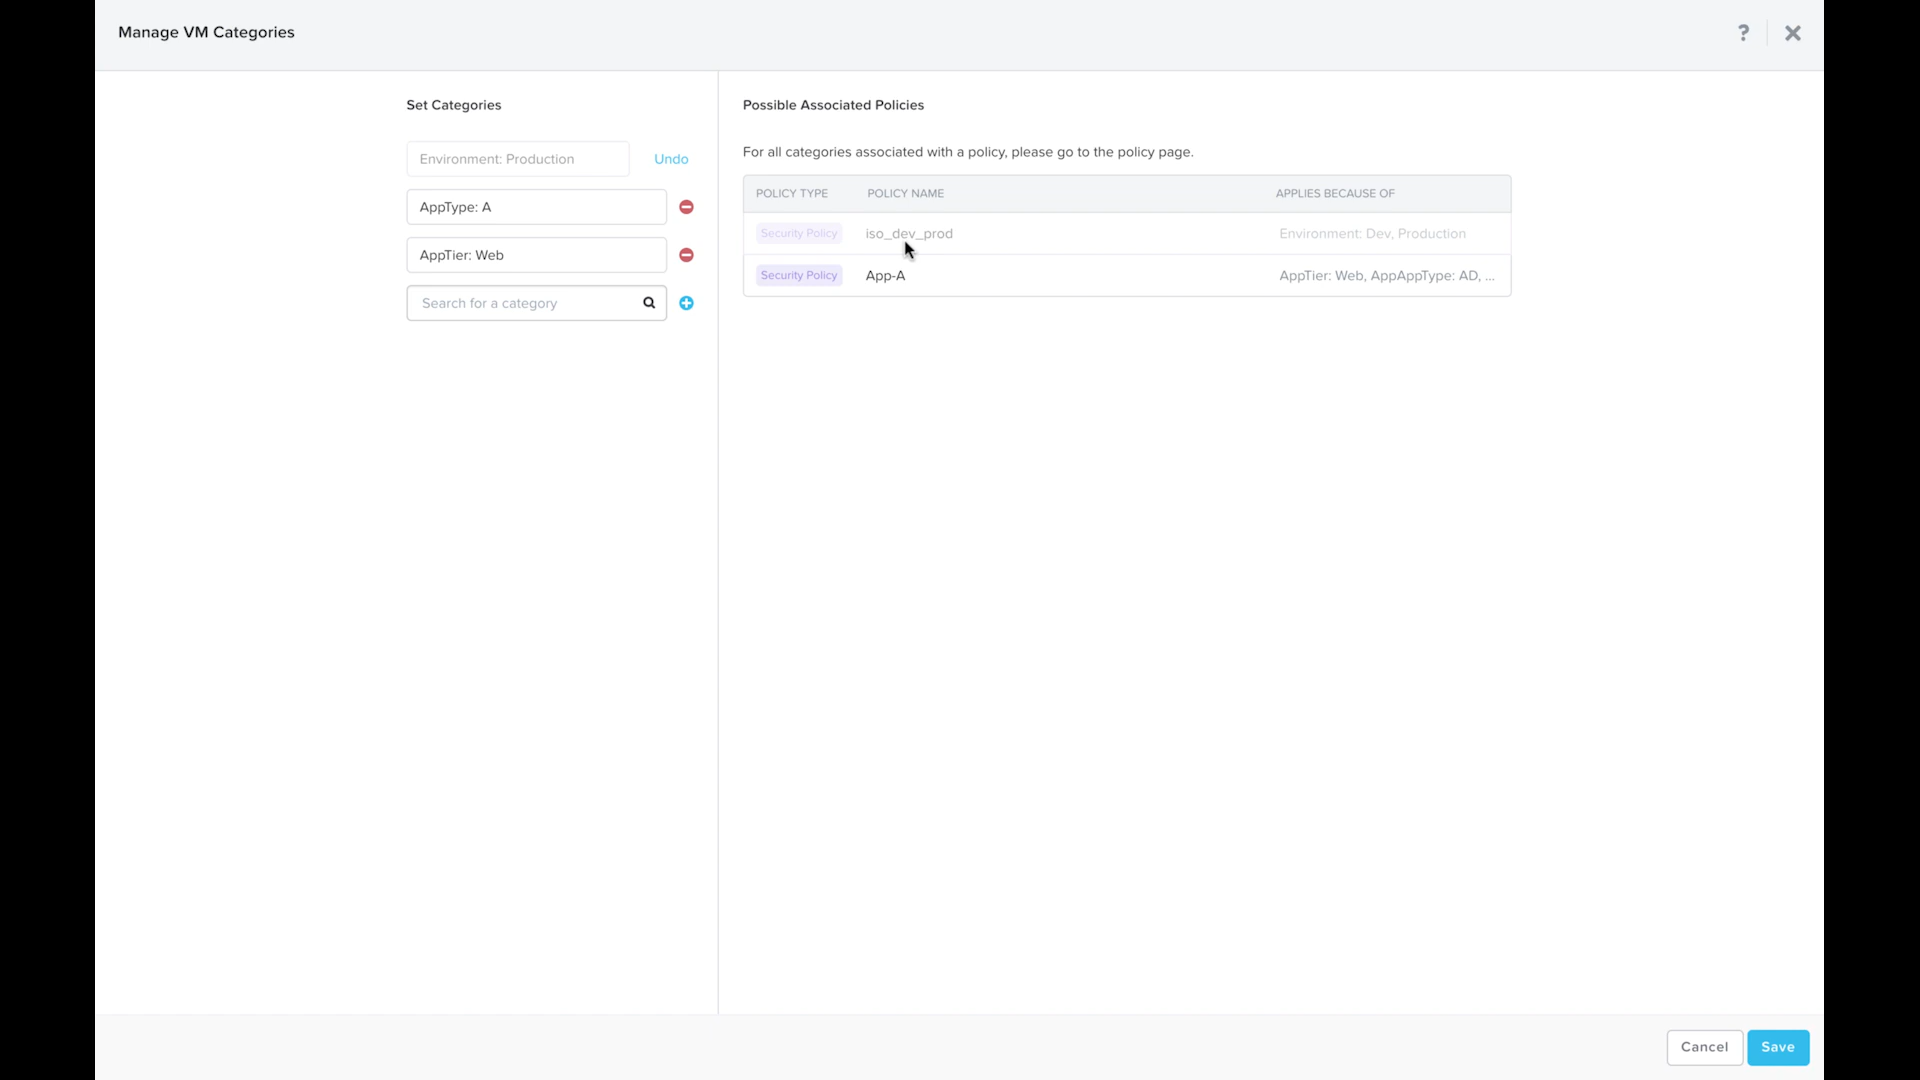 Manage VM Categories
?
Set Categories
Environment: Production
Undo
AppType: A
AppTier: Web
Search for a category
Possible Associated Policies
For all categories associated with a policy, please go to the policy page.
POLICY TYPE POLICY NAME APPLIES BECAUSE OF
Security Policy iso_dev_prod Environment: Dev, Production
Security Policy App-A AppTier: Web, AppAppType: AD, ...
Cancel Save